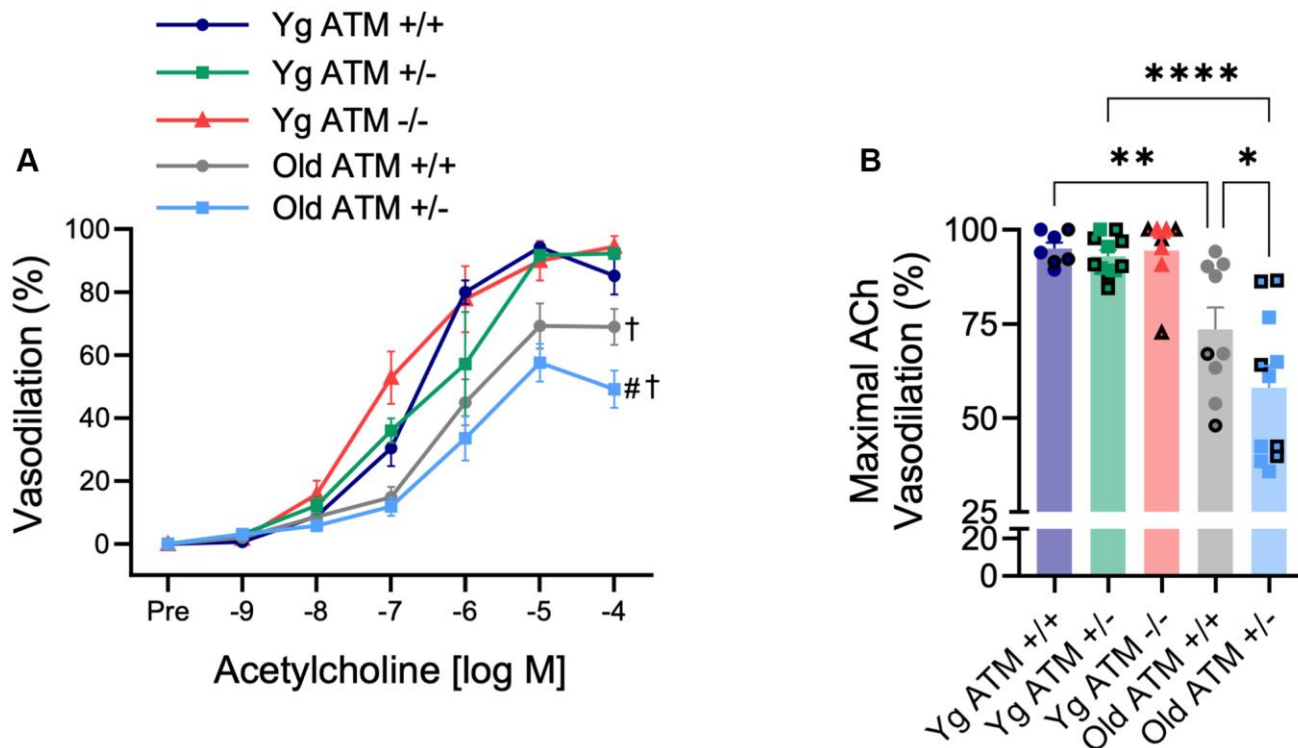 Yg ATM +/+
Yg ATM +/-
Yg ATM -/-
Old ATM +/+
Old ATM +/-
A
Vasodilation (%)
100
80
60
40
20
0
†
#†
Pre -9 -8 -7 -6 -5 -4
Acetylcholine [log M]
B
****
** *
Maximal ACh
Vasodilation (%)
100
75
50
25
20
0
Yg ATM +/+
Yg ATM +/-
Yg ATM -/-
Old ATM +/+
Old ATM +/-